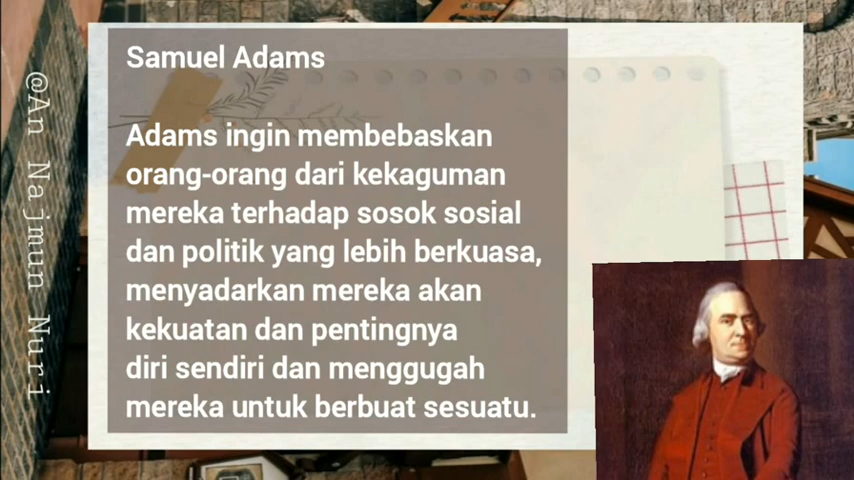 Samuel Adams
Adams ingin membebaskan
orang-orang dari kekaguman
mereka terhadap sosok sosial
dan politik yang lebih berkuasa,
menyadarkan mereka akan
kekuatan dan pentingnya
diri sendiri dan menggugah
mereka untuk berbuat sesuatu.
@An Najmun Nuri